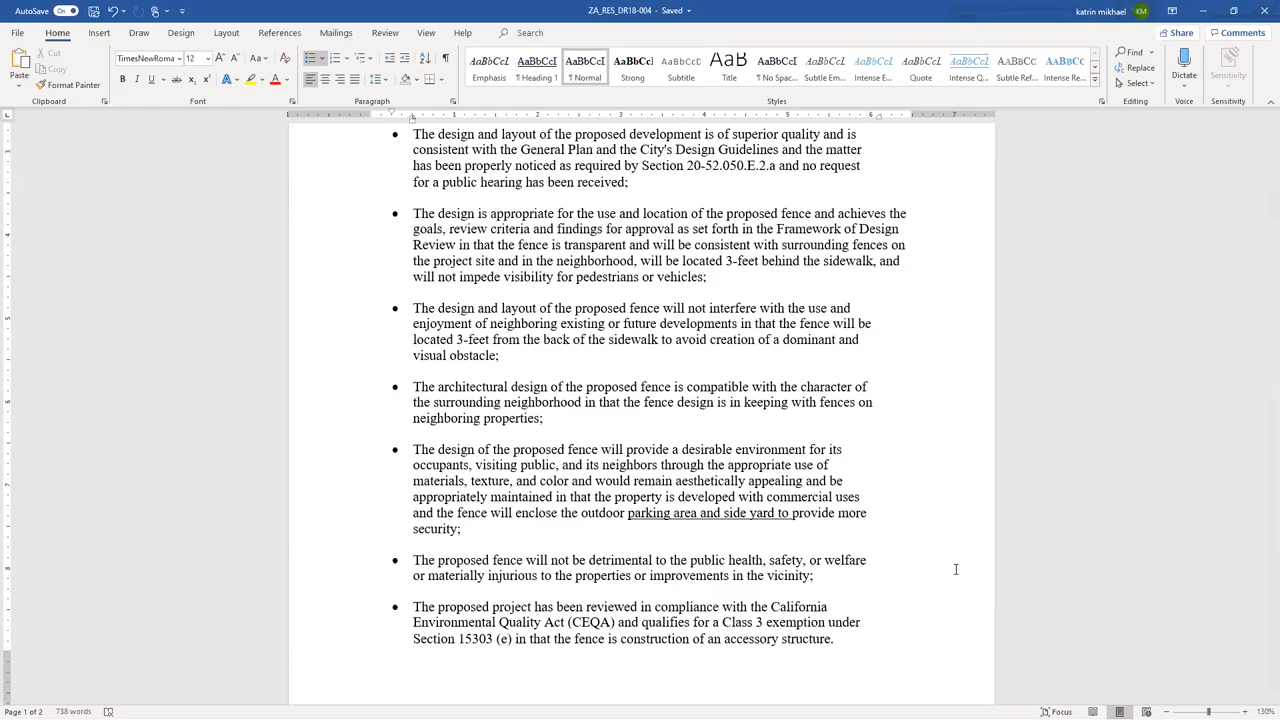 AutoSave On
ZA_RES_DR18-004 - Saved
katrin mikhael KM
File Home Insert Draw Design Layout References Mailings Review View Help Search Share Comments
Paste
Cut
Copy
Format Painter
Clipboard
TimesNewRoma 12
Font
Paragraph
AaBbCcI Emphasis
AaBbCcI ¶ Heading 1
AaBbCcI ¶ Normal
AaBbCcI Strong
AaBbCcI Subtitle
AaB Title
AaBbCcI ¶ No Spac...
AaBbCcI Subtle Em...
AaBbCcI Intense E...
AaBbCcI Quote
AaBbCcI Intense Q...
AABBCC Subtle Ref...
AABBCC Intense Re...
Styles
Find
Replace
Select
Editing
Dictate
Voice
Sensitivity
Sensitivity
• The design and layout of the proposed development is of superior quality and is
consistent with the General Plan and the City's Design Guidelines and the matter
has been properly noticed as required by Section 20-52.050.E.2.a and no request
for a public hearing has been received;
• The design is appropriate for the use and location of the proposed fence and achieves the
goals, review criteria and findings for approval as set forth in the Framework of Design
Review in that the fence is transparent and will be consistent with surrounding fences on
the project site and in the neighborhood, will be located 3-feet behind the sidewalk, and
will not impede visibility for pedestrians or vehicles;
• The design and layout of the proposed fence will not interfere with the use and
enjoyment of neighboring existing or future developments in that the fence will be
located 3-feet from the back of the sidewalk to avoid creation of a dominant and
visual obstacle;
• The architectural design of the proposed fence is compatible with the character of
the surrounding neighborhood in that the fence design is in keeping with fences on
neighboring properties;
• The design of the proposed fence will provide a desirable environment for its
occupants, visiting public, and its neighbors through the appropriate use of
materials, texture, and color and would remain aesthetically appealing and be
appropriately maintained in that the property is developed with commercial uses
and the fence will enclose the outdoor parking area and side yard to provide more
security;
• The proposed fence will not be detrimental to the public health, safety, or welfare
or materially injurious to the properties or improvements in the vicinity;
• The proposed project has been reviewed in compliance with the California
Environmental Quality Act (CEQA) and qualifies for a Class 3 exemption under
Section 15303 (e) in that the fence is construction of an accessory structure.
Page 1 of 2 738 words Focus 130%